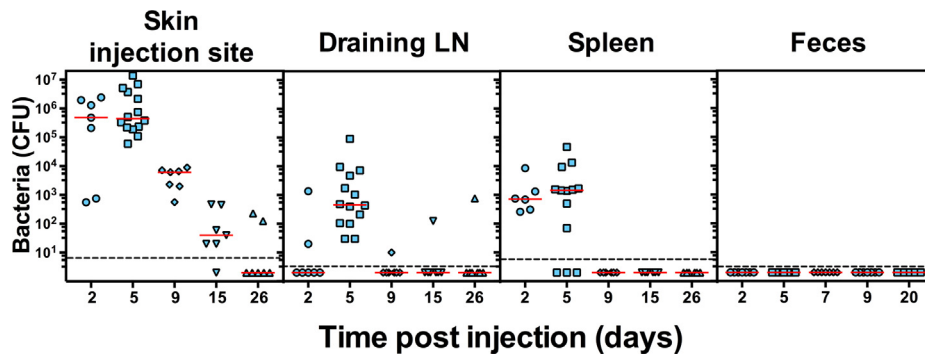 Skin
injection site
Draining LN
Spleen
Feces
Bacteria (CFU)
10⁷
10⁶
10⁵
10⁴
10³
10²
10¹
2 5 9 15 26
2 5 9 15 26
2 5 9 15 26
2 5 7 9 20
Time post injection (days)